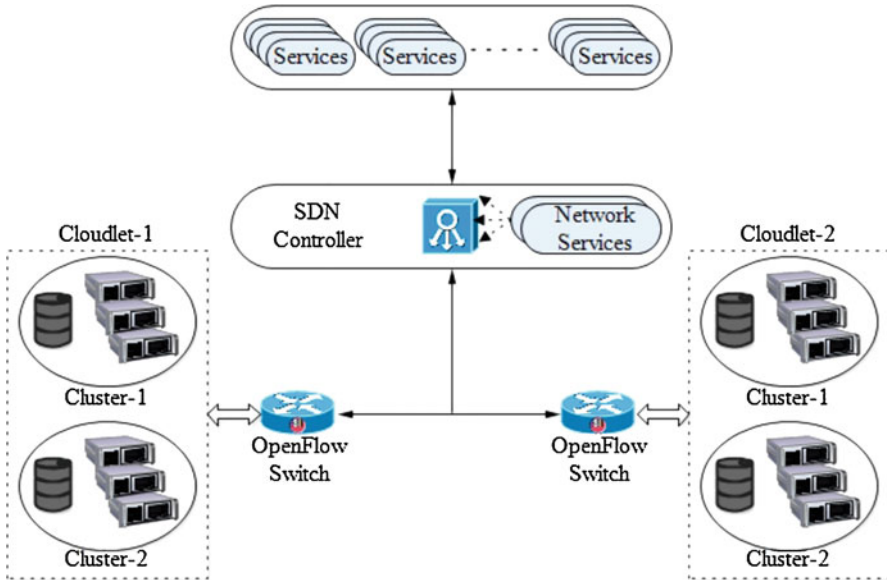 Services
Services
Services
SDN
Controller
Network
Services
Cloudlet-1
Cloudlet-2
Cluster-1
Cluster-1
OpenFlow
Switch
OpenFlow
Switch
Cluster-2
Cluster-2